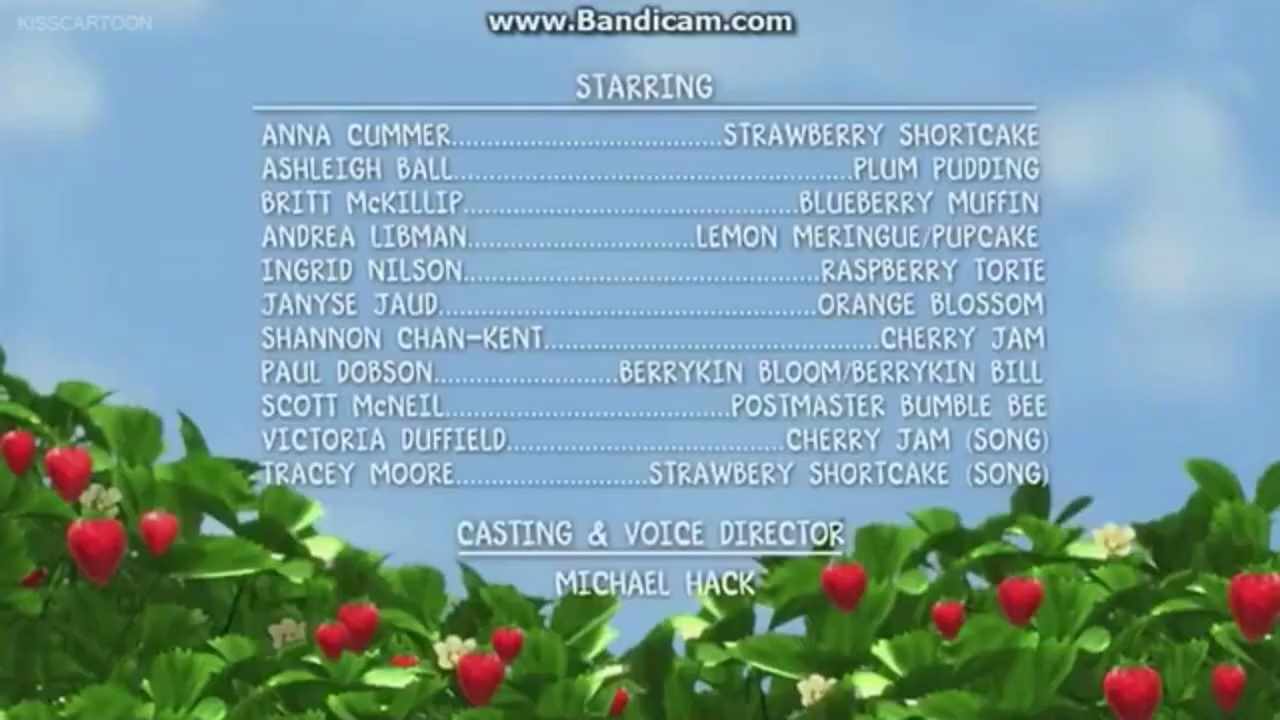 KISSCARTOON
www.Bandicam.com
STARRING
ANNA CUMMER..............................STRAWBERRY SHORTCAKE
ASHLEIGH BALL.............................................PLUM PUDDING
BRITT McKILLIP.....................................BLUEBERRY MUFFIN
ANDREA LIBMAN.........................LEMON MERINGUE/PUPCAKE
INGRID NILSON........................................RASPBERRY TORTE
JANYSE JAUD..........................................ORANGE BLOSSOM
SHANNON CHAN-KENT......................................CHERRY JAM
PAUL DOBSON.....................BERRYKIN BLOOM/BERRYKIN BILL
SCOTT McNEIL................................POSTMASTER BUMBLE BEE
VICTORIA DUFFIELD...............................CHERRY JAM (SONG)
TRACEY MOORE......................STRAWBERY SHORTCAKE (SONG)
CASTING & VOICE DIRECTOR
MICHAEL HACK